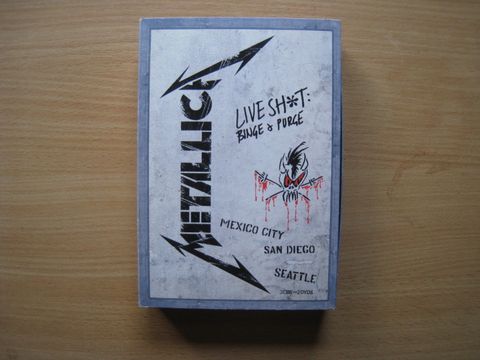 METALLICA
LIVE SH*T:
BINGE & PURGE
MEXICO CITY
SAN DIEGO
SEATTLE